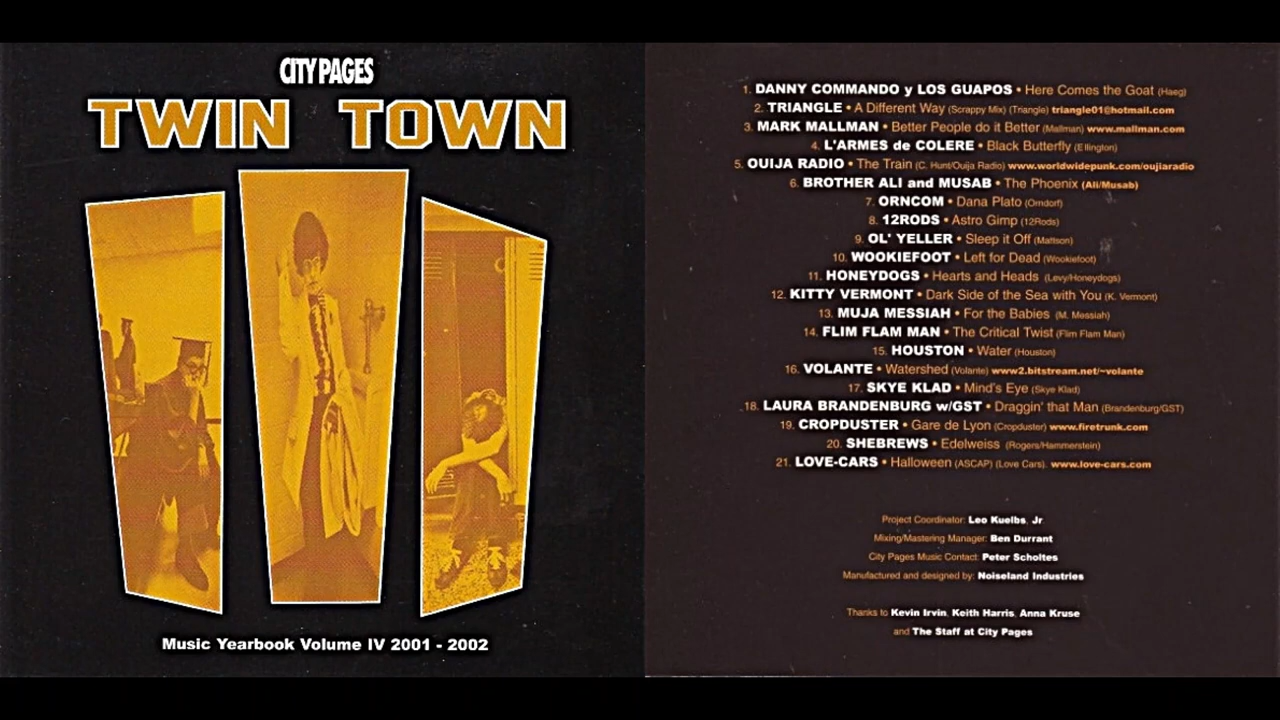 CITY PAGES
TWIN TOWN
Music Yearbook Volume IV 2001 - 2002
1. DANNY COMMANDO y LOS GUAPOS • Here Comes the Goat (Haeg)
2. TRIANGLE • A Different Way (Scrappy Mix) (Triangle) triangle01@hotmail.com
3. MARK MALLMAN • Better People do it Better (Mallman) www.mallman.com
4. L'ARMES de COLERE • Black Butterfly (Ellington)
5. OUIJA RADIO • The Train (C. Hunt/Ouija Radio) www.worldwidepunk.com/oujiaradio
6. BROTHER ALI and MUSAB • The Phoenix (Ali/Musab)
7. ORNCOM • Dana Plato (Orndorf)
8. 12RODS • Astro Gimp (12Rods)
9. OL' YELLER • Sleep it Off (Mattson)
10. WOOKIEFOOT • Left for Dead (Wookiefoot)
11. HONEYDOGS • Hearts and Heads (Levy/Honeydogs)
12. KITTY VERMONT • Dark Side of the Sea with You (K. Vermont)
13. MUJA MESSIAH • For the Babies (M. Messiah)
14. FLIM FLAM MAN • The Critical Twist (Flim Flam Man)
15. HOUSTON • Water (Houston)
16. VOLANTE • Watershed (Volante) www2.bitstream.net/~volante
17. SKYE KLAD • Mind's Eye (Skye Klad)
18. LAURA BRANDENBURG w/GST • Draggin' that Man (Brandenburg/GST)
19. CROPDUSTER • Gare de Lyon (Cropduster) www.firetrunk.com
20. SHEBREWS • Edelweiss (Rogers/Hammerstein)
21. LOVE-CARS • Halloween (ASCAP) (Love Cars). www.love-cars.com
Project Coordinator: Leo Kuelbs, Jr
Mixing/Mastering Manager: Ben Durrant
City Pages Music Contact: Peter Scholtes
Manufactured and designed by: Noiseland Industries
Thanks to Kevin Irvin, Keith Harris, Anna Kruse
and The Staff at City Pages